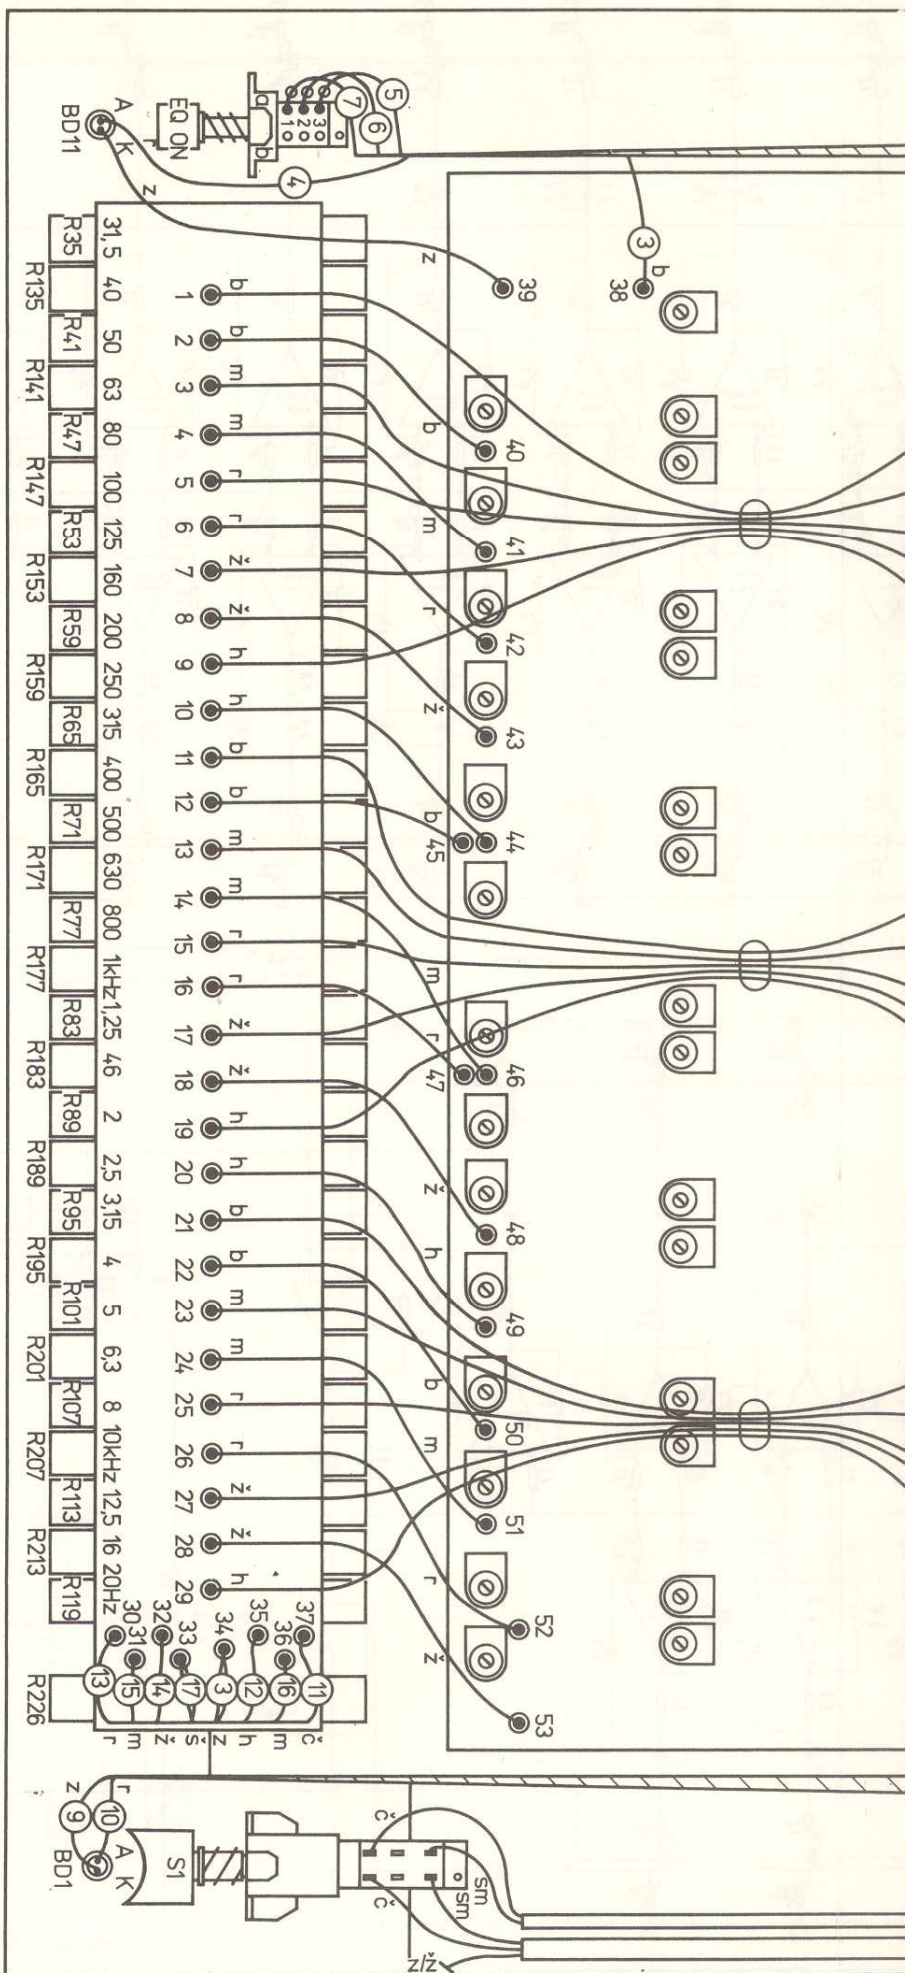 BD11
A
K
EQ ON
a
b
1 2 3
7
5
6
4
z
z
39
3
b
38
R35
R135
R41
R141
R47
R147
R53
R153
R59
R159
R65
R165
R71
R171
R77
R177
R83
R183
R89
R189
R95
R195
R101
R201
R107
R207
R113
R213
R119
R226
31,5
40
50
63
80
100
125
160
200
250
315
400
500
630
800
1kHz
1,25
46
2
2,5
3,15
4
5
6,3
8
10kHz
12,5
16
20Hz
1 b
2 b
3 m
4 m
5 r
6 r
7 ž
8 ž
9 h
10 h
11 b
12 b
13 m
14 m
15 r
16 r
17 ž
18 ž
19 h
20 h
21 b
22 b
23 m
24 m
25 r
26 r
27 ž
28 ž
29 h
b 40
m 41
r 42
ž 43
44
b 45
m 46
r 47
ž 48
h 49
b 50
m 51
r 52
ž 53
30
31
32
33
34
35
36
37
13
15
14
17
3
12
16
11
r
m
ž
š
z
h
m
č
z
r
9
10
A
K
BD1
S1
č
č
sm
sm
z/ž